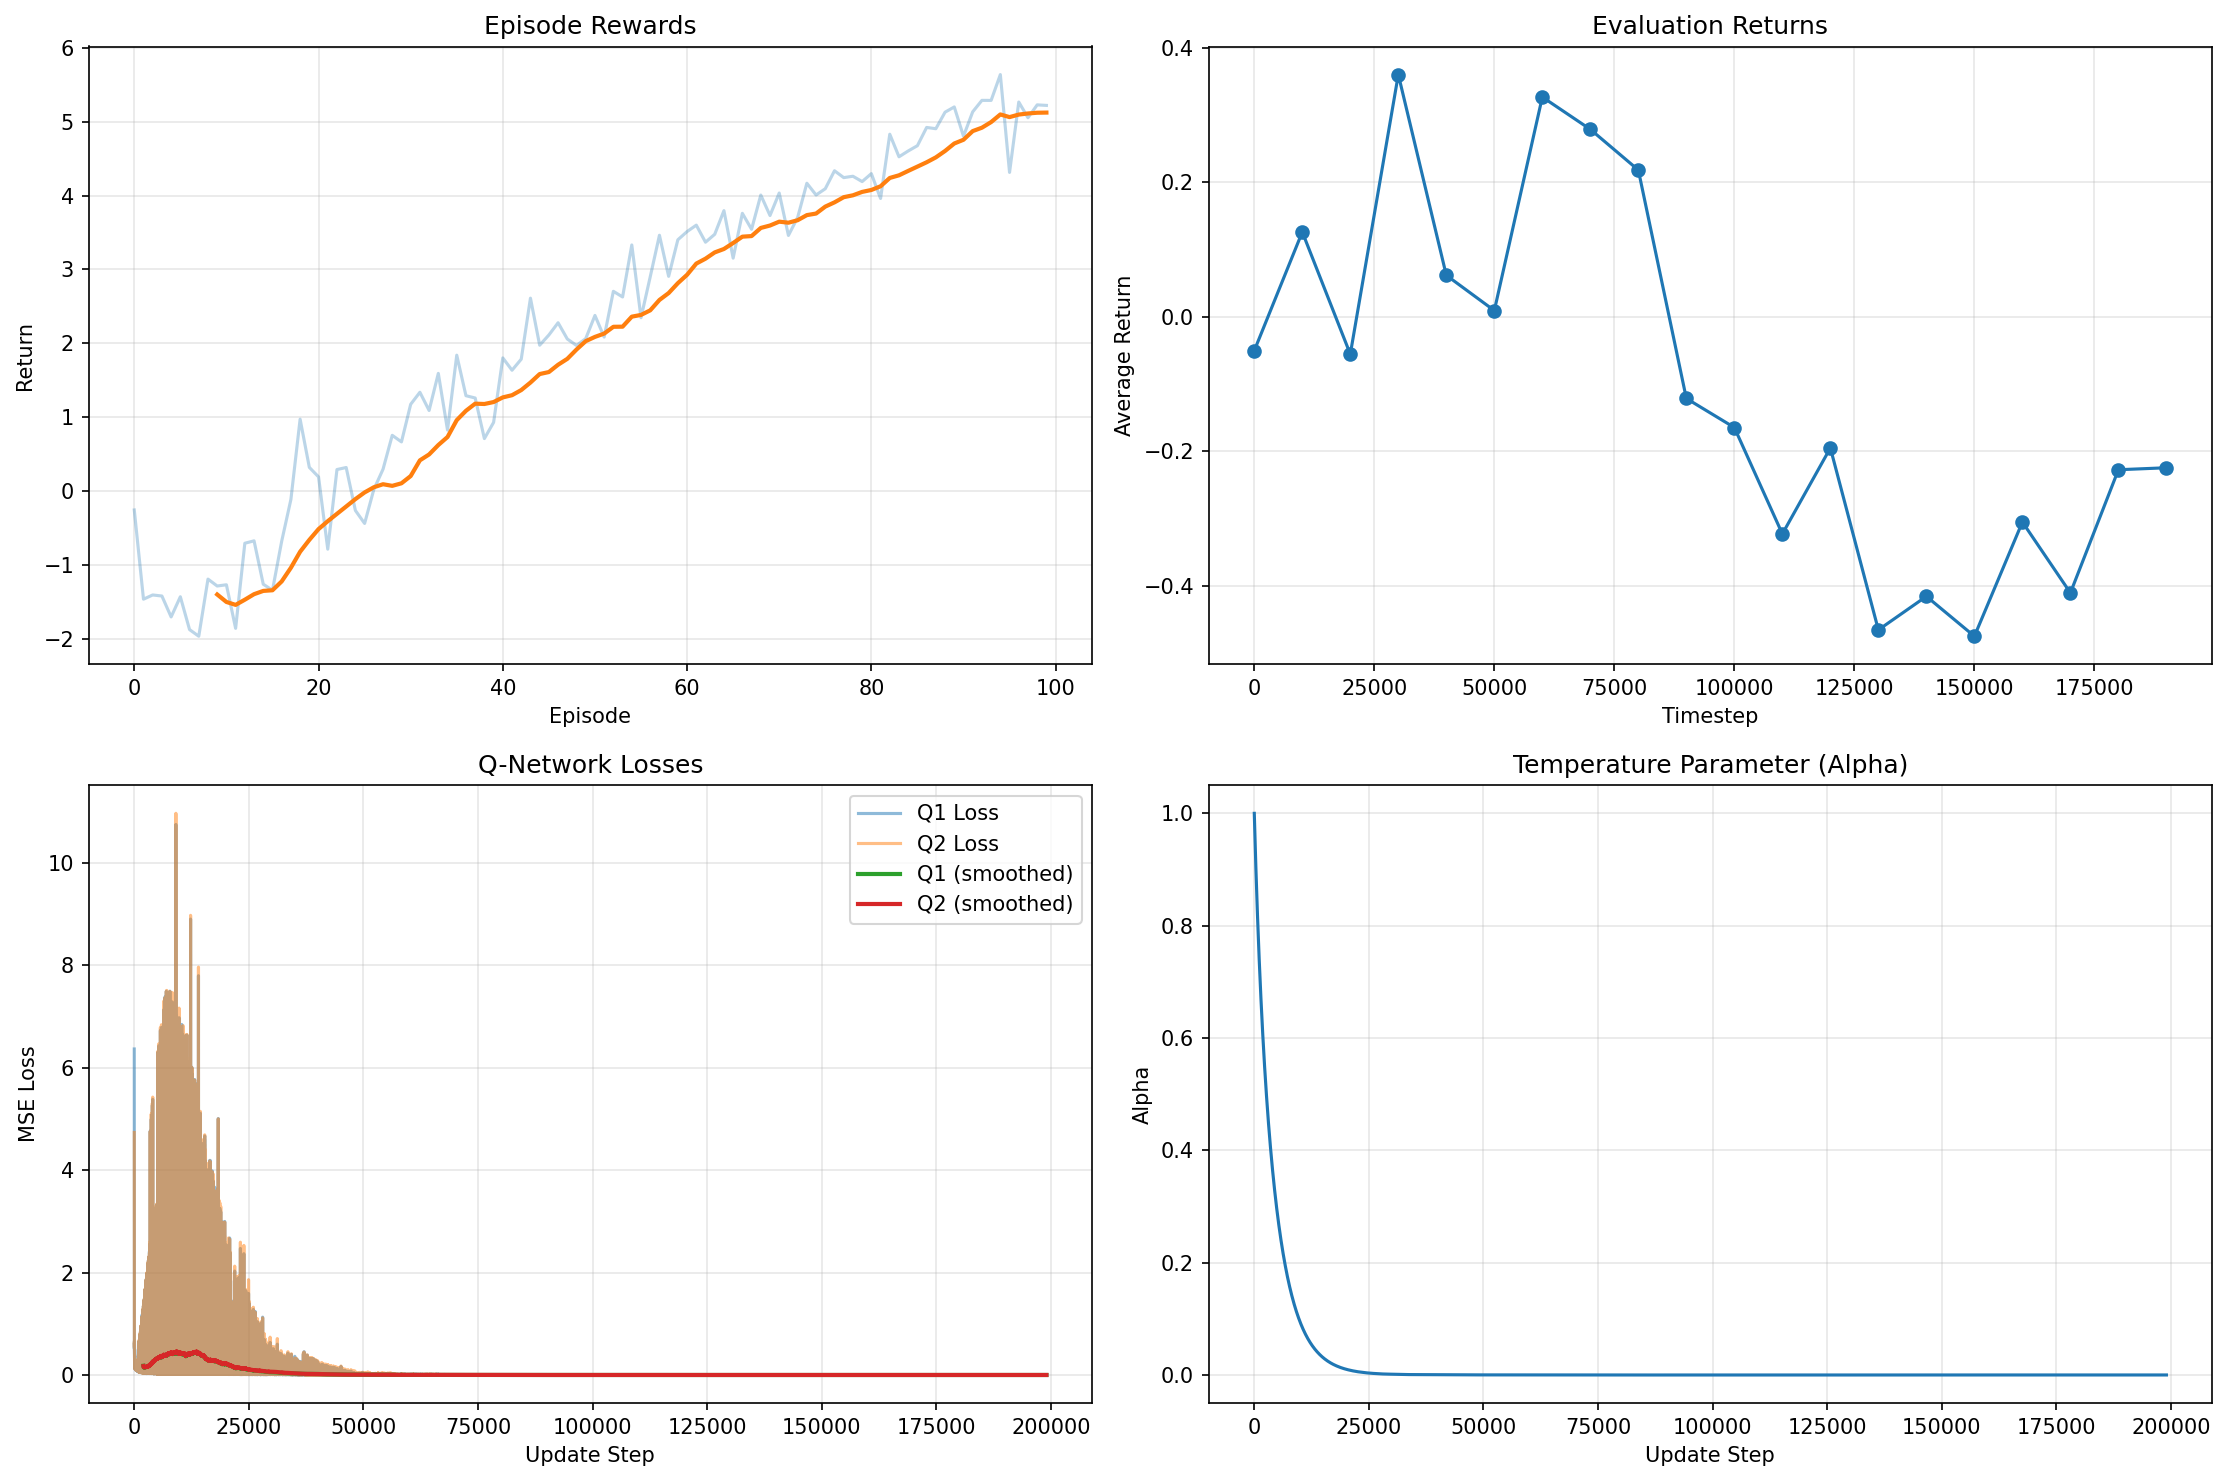 Episode Rewards
6
5
4
3
2
1
0
−1
−2
Return
0 20 40 60 80 100
Episode
Evaluation Returns
0.4
0.2
0.0
−0.2
−0.4
Average Return
0 25000 50000 75000 100000 125000 150000 175000
Timestep
Q-Network Losses
10
8
6
4
2
0
MSE Loss
Q1 Loss
Q2 Loss
Q1 (smoothed)
Q2 (smoothed)
0 25000 50000 75000 100000 125000 150000 175000 200000
Update Step
Temperature Parameter (Alpha)
1.0
0.8
0.6
0.4
0.2
0.0
Alpha
0 25000 50000 75000 100000 125000 150000 175000 200000
Update Step